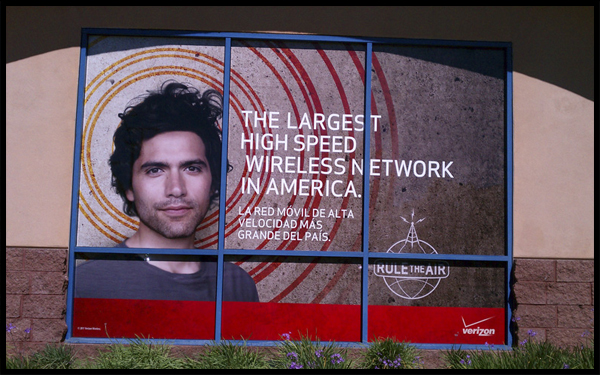 THE LARGEST
HIGH SPEED
WIRELESS NETWORK
IN AMERICA.
LA RED MÓVIL DE ALTA
VELOCIDAD MÁS
GRANDE DEL PAÍS.
RULE THE AIR
verizon